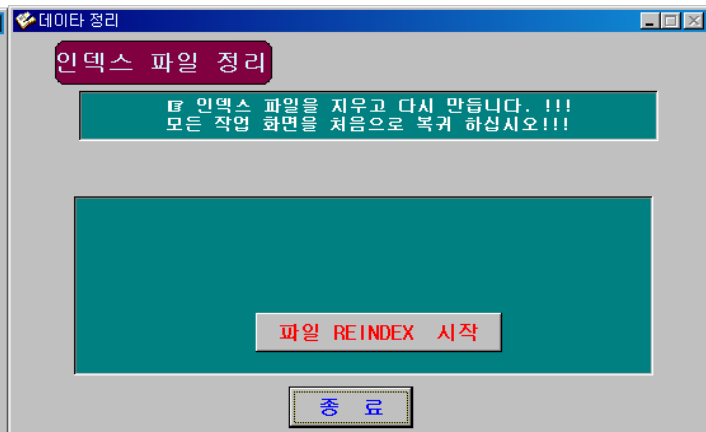 데이타 정리
인덱스 파일 정리
☞ 인덱스 파일을 지우고 다시 만듭니다. !!!
모든 작업 화면을 처음으로 복귀 하십시오!!!
파일 REINDEX 시작
종 료